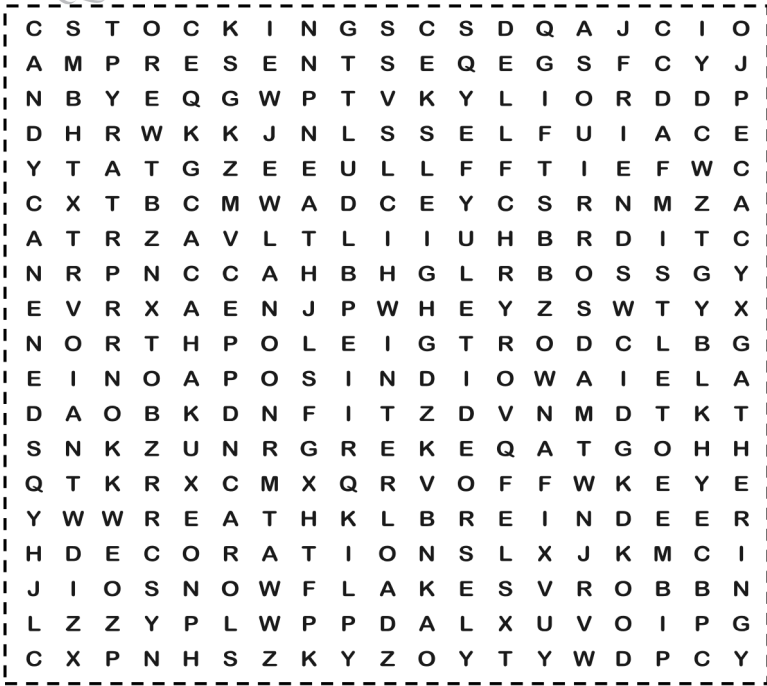 C S T O C K I N G S C S D Q A J C I O
A M P R E S E N T S E Q E G S F C Y J
N B Y E Q G W P T V K Y L I O R D D P
D H R W K K J N L S S E L F U I A C E
Y T A T G Z E E U L L F F T I E F W C
C X T B C M W A D C E Y C S R N M Z A
A T R Z A V L T L I I U H B R D I T C
N R P N C C A H B H G L R B O S S G Y
E V R X A E N J P W H E Y Z S W T Y X
N O R T H P O L E I G T R O D C L B G
E I N O A P O S I N D I O W A I E L A
D A O B K D N F I T Z D V N M D T K T
S N K Z U N R G R E K E Q A T G O H H
Q T K R X C M X Q R V O F F W K E Y E
Y W W R E A T H K L B R E I N D E E R
H D E C O R A T I O N S L X J K M C I
J I O S N O W F L A K E S V R O B B N
L Z Z Y P L W P P D A L X U V O I P G
C X P N H S Z K Y Z O Y T Y W D P C Y